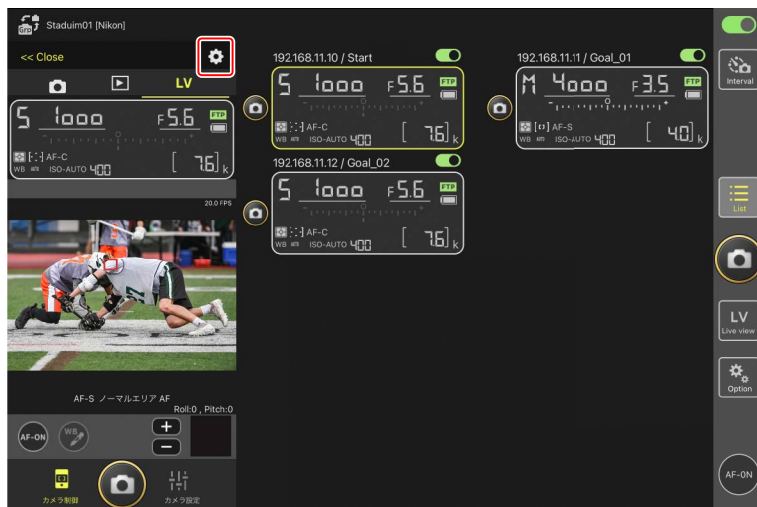 Grp Staduim01 [Nikon]
<< Close
LV
S 1000 F5.6 FTP
AF-C
WB AUTO ISO-AUTO 400 [ 7.6] k
20.0 FPS
AF-S ノーマルエリア AF
Roll:0 , Pitch:0
AF-ON WB + −
カメラ制御 カメラ設定
192.168.11.10 / Start
S 1000 F5.6 FTP
AF-C
WB AUTO ISO-AUTO 400 [ 7.6] k
192.168.11.11 / Goal_01
M 4000 F3.5 FTP
AF-S
WB AUTO ISO-AUTO 400 [ 4.0] k
192.168.11.12 / Goal_02
S 1000 F5.6 FTP
AF-C
WB AUTO ISO-AUTO 400 [ 7.6] k
Interval
List
LV
Live view
Option
AF-ON